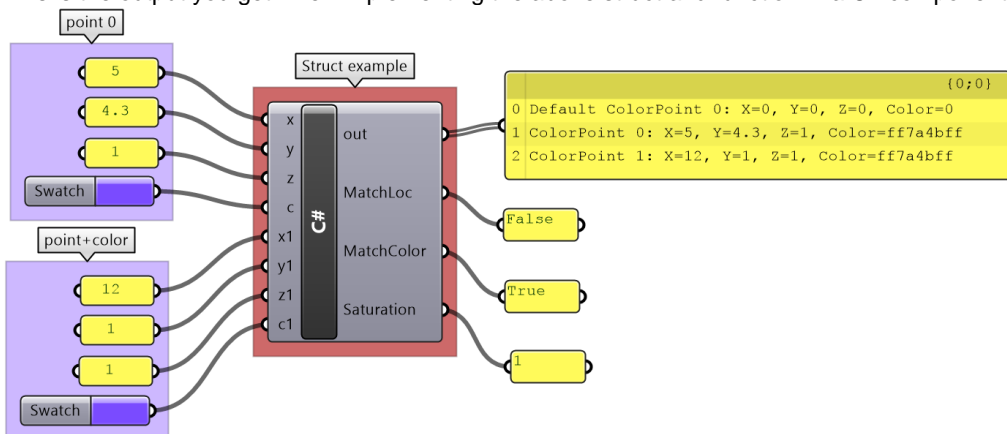 point 0
5
4.3
1
Swatch
point+color
12
1
1
Swatch
Struct example
x
y
z
c
x1
y1
z1
c1
C#
out
MatchLoc
MatchColor
Saturation
{0;0}
0 Default ColorPoint 0: X=0, Y=0, Z=0, Color=0
1 ColorPoint 0: X=5, Y=4.3, Z=1, Color=ff7a4bff
2 ColorPoint 1: X=12, Y=1, Z=1, Color=ff7a4bff
False
True
1